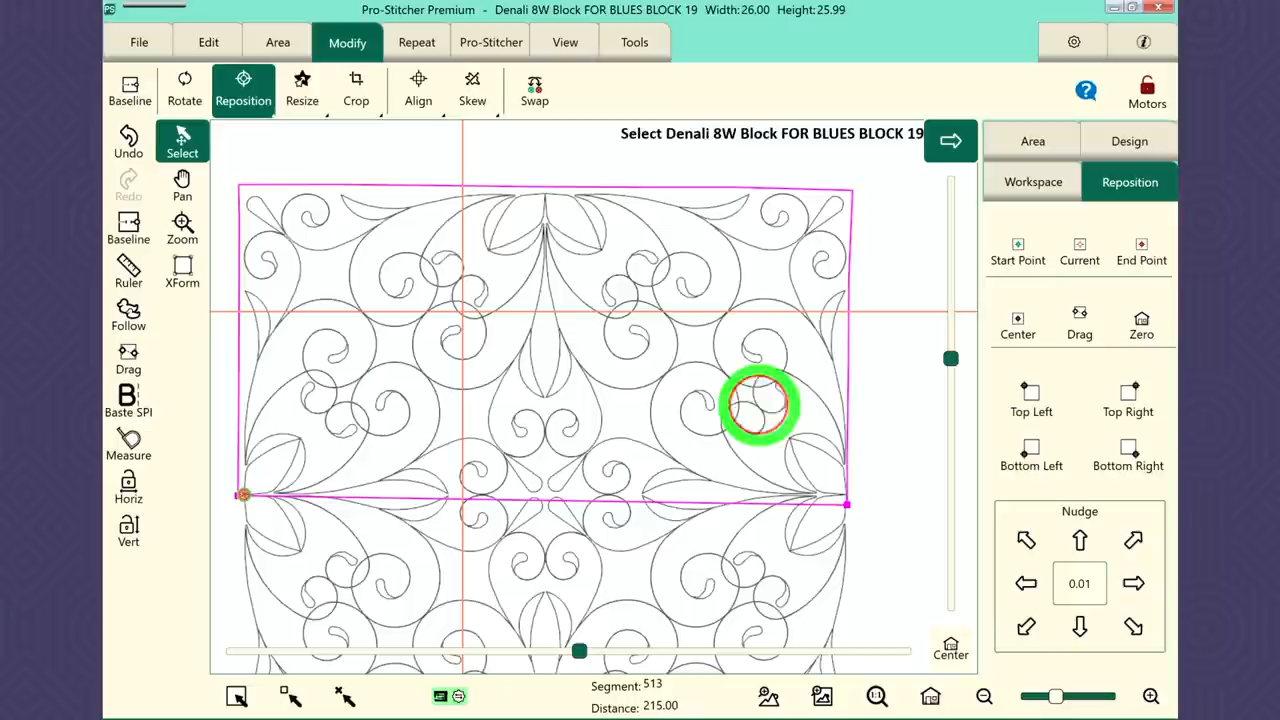 PS Pro-Stitcher Premium - Denali 8W Block FOR BLUES BLOCK 19 Width:26.00 Height:25.99
File Edit Area Modify Repeat Pro-Stitcher View Tools
Baseline Rotate Reposition Resize Crop Align Skew Swap Motors
Select Denali 8W Block FOR BLUES BLOCK 19
Undo Select
Redo Pan
Baseline Zoom
Ruler XForm
Follow
Drag
B
Baste SPI
Measure
Horiz
Vert
Area Design
Workspace Reposition
Start Point Current End Point
Center Drag Zero
Top Left Top Right
Bottom Left Bottom Right
Nudge
0.01
Center
Segment: 513
Distance: 215.00
1:1